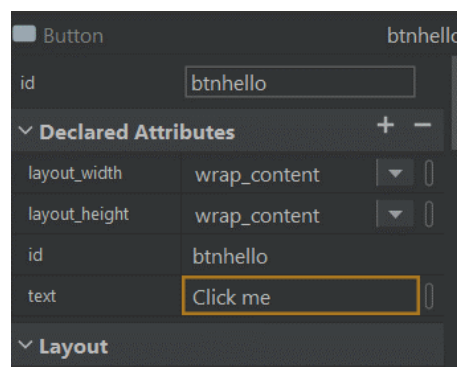 Button btnhello
id btnhello
Declared Attributes + −
layout_width wrap_content
layout_height wrap_content
id btnhello
text Click me
Layout